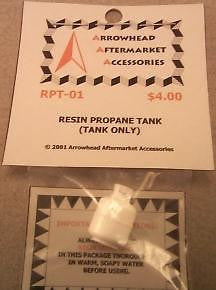 ARROWHEAD
AFTERMARKET
ACCESSORIES
RPT-01 $4.00
RESIN PROPANE TANK
(TANK ONLY)
© 2001 Arrowhead Aftermarket Accessories
IMPORTANT
IN THIS PACKAGE
IN WARM, SOAPY WATER
BEFORE USING.